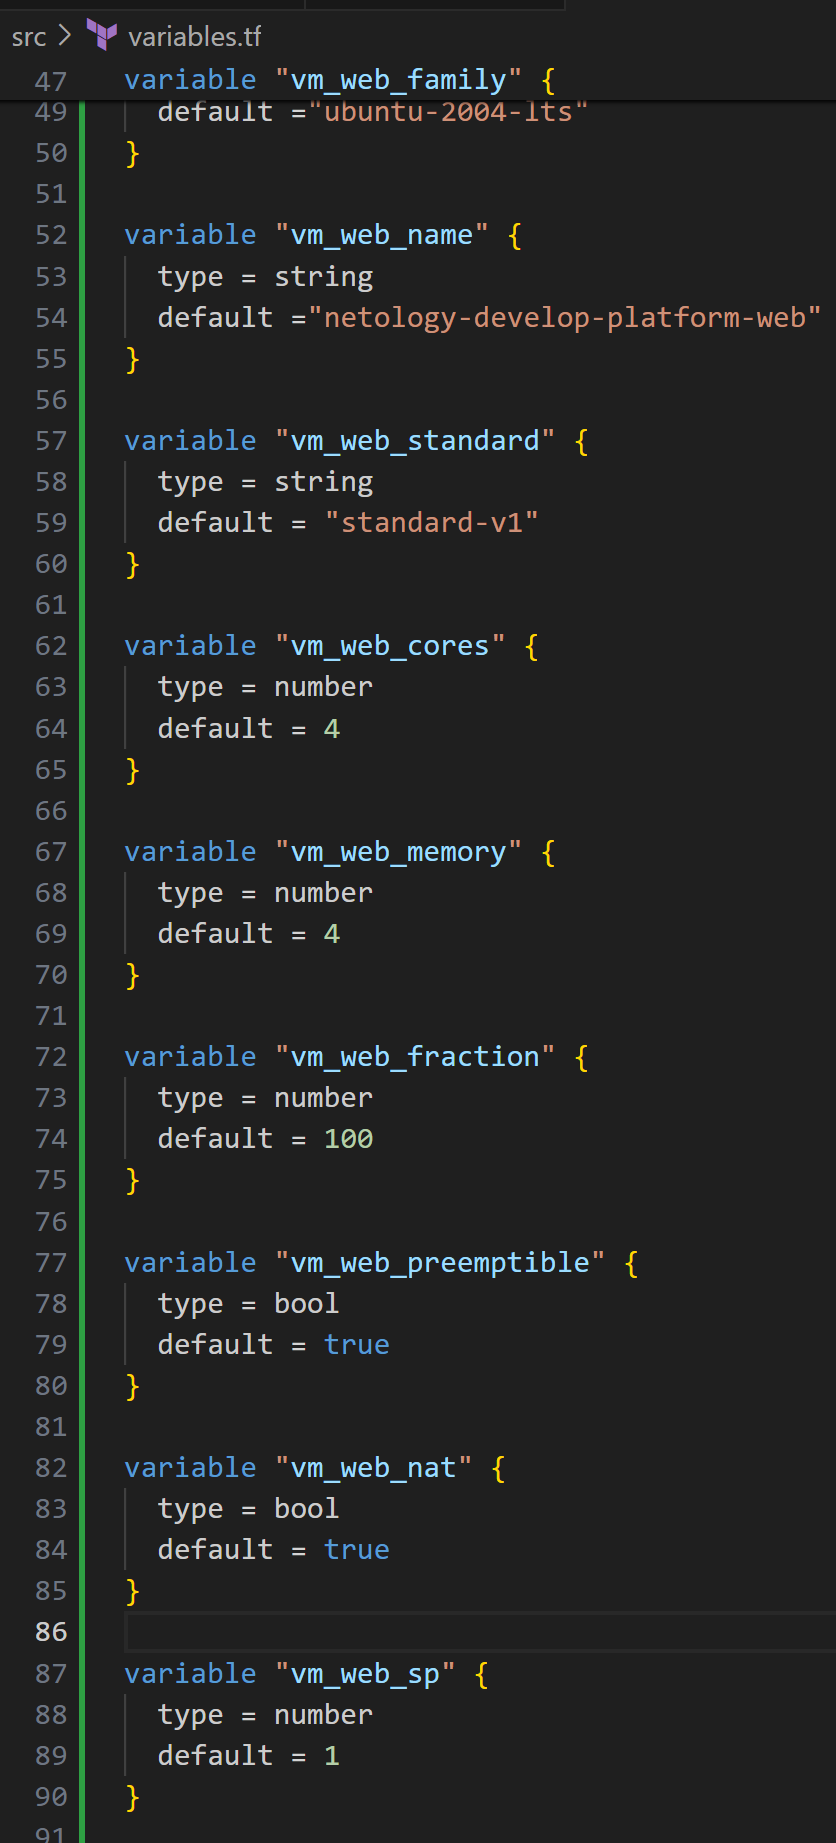 src > variables.tf
47 variable "vm_web_family" {
49 default ="ubuntu-2004-lts"
50 }
51
52 variable "vm_web_name" {
53 type = string
54 default ="netology-develop-platform-web"
55 }
56
57 variable "vm_web_standard" {
58 type = string
59 default = "standard-v1"
60 }
61
62 variable "vm_web_cores" {
63 type = number
64 default = 4
65 }
66
67 variable "vm_web_memory" {
68 type = number
69 default = 4
70 }
71
72 variable "vm_web_fraction" {
73 type = number
74 default = 100
75 }
76
77 variable "vm_web_preemptible" {
78 type = bool
79 default = true
80 }
81
82 variable "vm_web_nat" {
83 type = bool
84 default = true
85 }
86
87 variable "vm_web_sp" {
88 type = number
89 default = 1
90 }
91